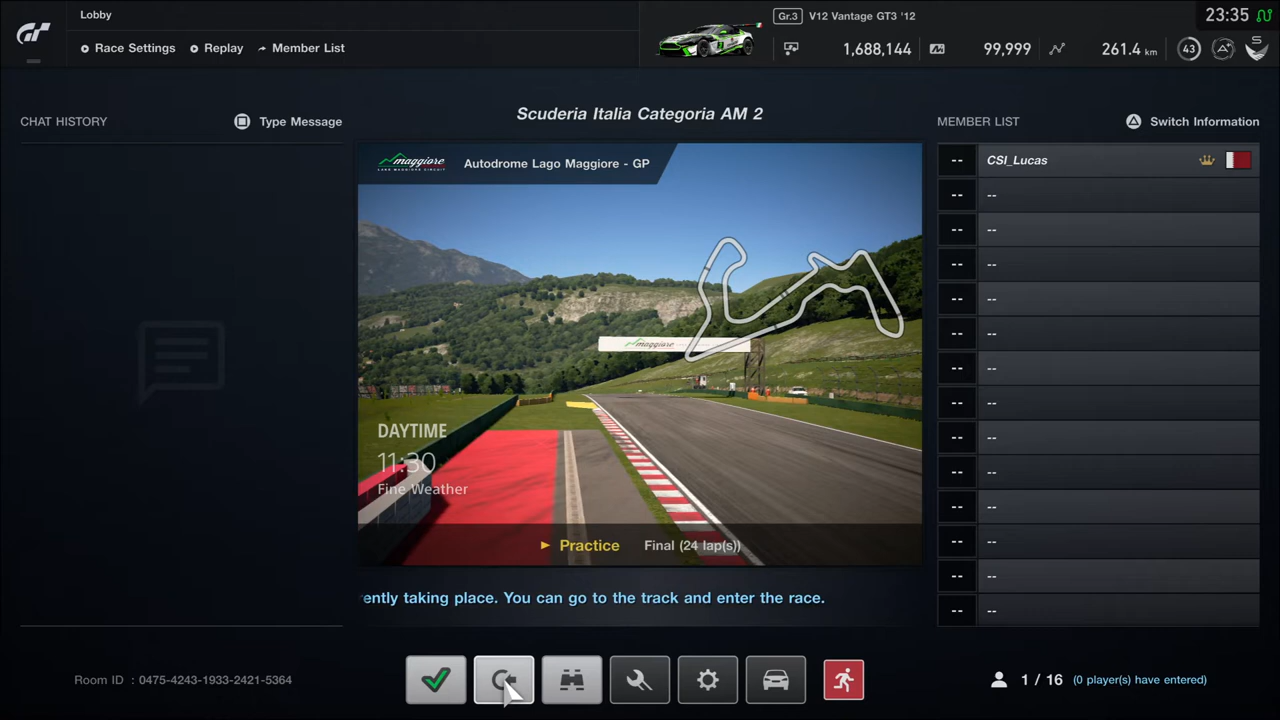 Lobby
Race Settings
Replay
Member List
Gr.3
V12 Vantage GT3 '12
1,688,144
99,999
261.4 km
23:35
43
S
CHAT HISTORY
Type Message
Scuderia Italia Categoria AM 2
MEMBER LIST
Switch Information
maggiore
LAGO MAGGIORE CIRCUIT
Autodrome Lago Maggiore - GP
-- CSI_Lucas
-- --
-- --
-- --
-- --
-- --
-- --
-- --
-- --
-- --
-- --
-- --
-- --
-- --
maggiore
DAYTIME
11:30
Fine Weather
Practice
Final (24 lap(s))
ently taking place. You can go to the track and enter the race.
Room ID : 0475-4243-1933-2421-5364
1 / 16
(0 player(s) have entered)